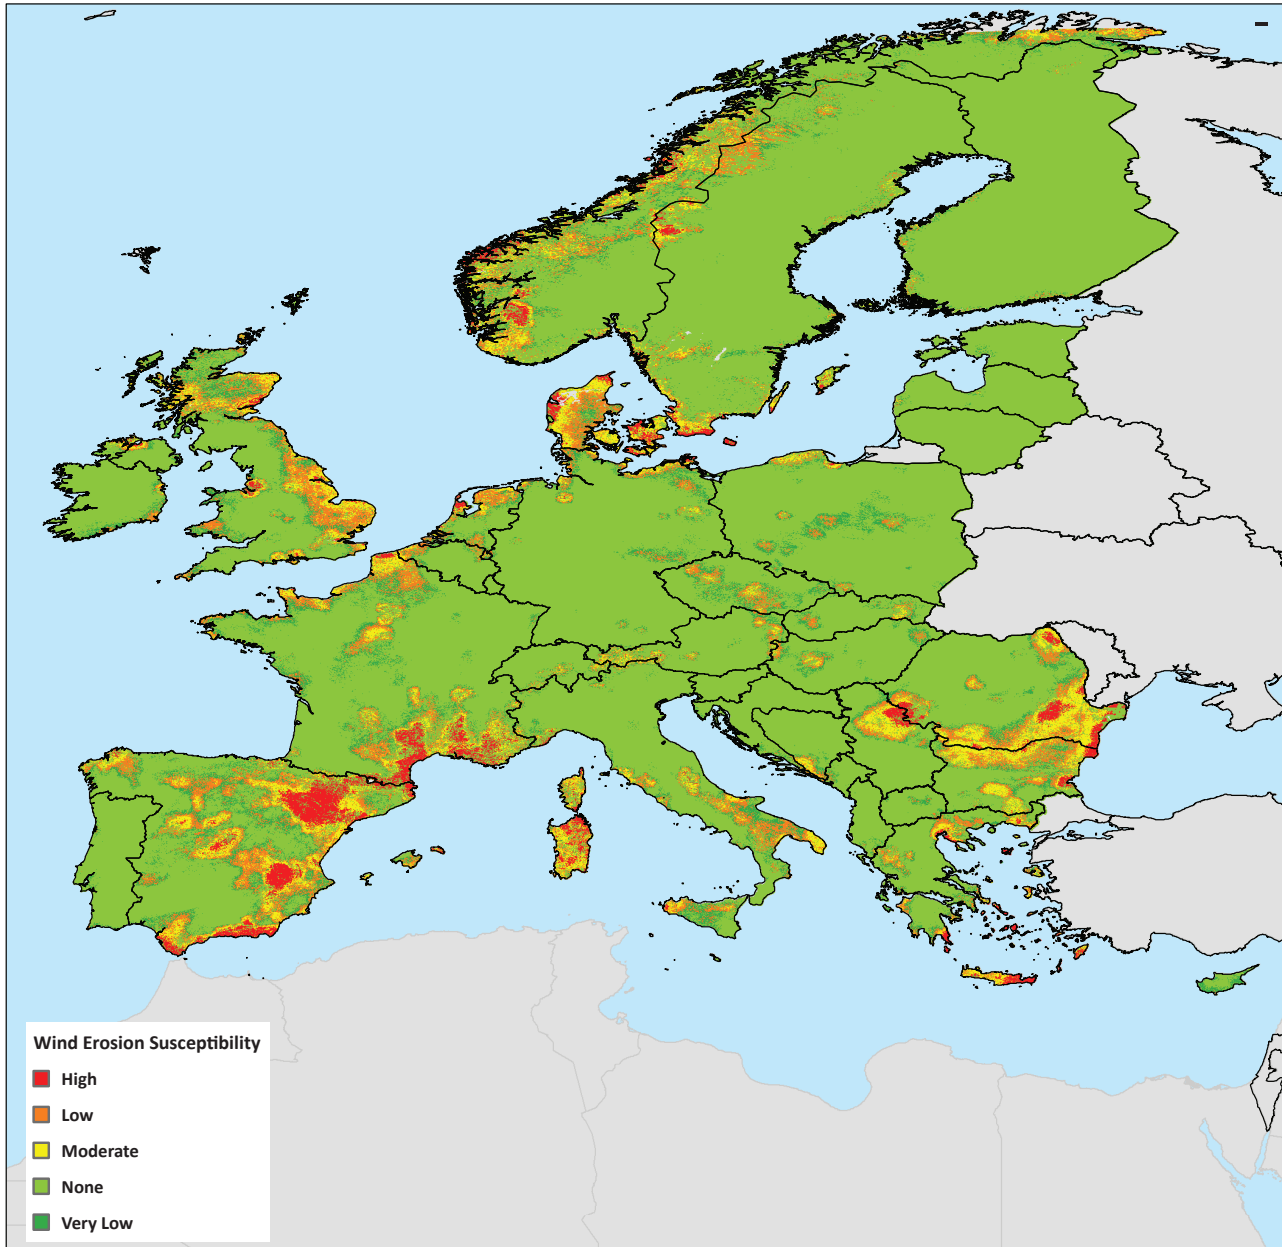 Wind Erosion Susceptibility
High
Low
Moderate
None
Very Low